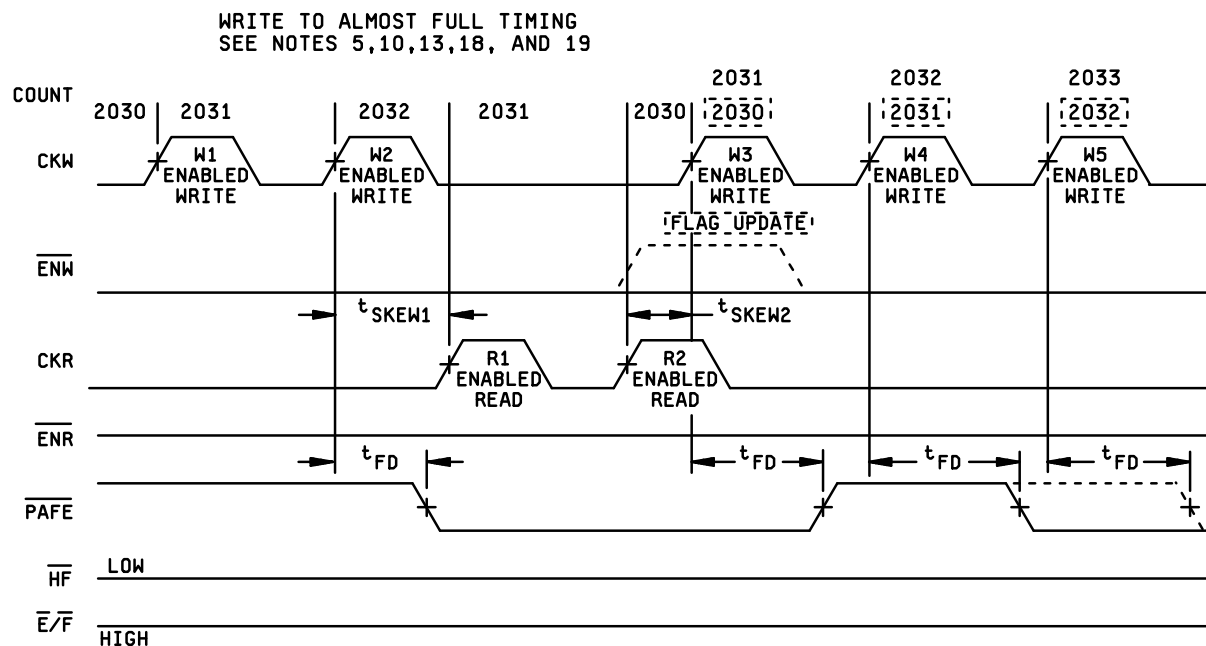 WRITE TO ALMOST FULL TIMING
SEE NOTES 5,10,13,18, AND 19
COUNT
2030 2031 2032 2031 2030
2031 2032 2033
2030 2031 2032
CKW
W1 ENABLED WRITE
W2 ENABLED WRITE
W3 ENABLED WRITE
W4 ENABLED WRITE
W5 ENABLED WRITE
FLAG UPDATE
ENW
tSKEW1 tSKEW2
CKR
R1 ENABLED READ
R2 ENABLED READ
ENR
tFD tFD tFD tFD
PAFE
HF LOW
E/F HIGH